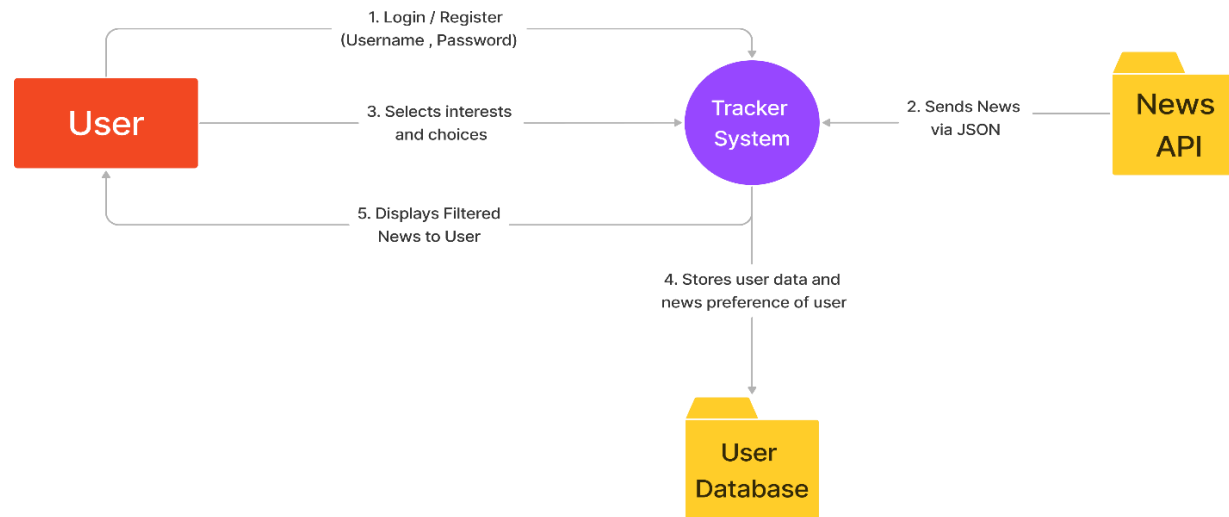 1. Login / Register
(Username , Password)
User
3. Selects interests
and choices
Tracker
System
2. Sends News
via JSON
News
API
5. Displays Filtered
News to User
4. Stores user data and
news preference of user
User
Database